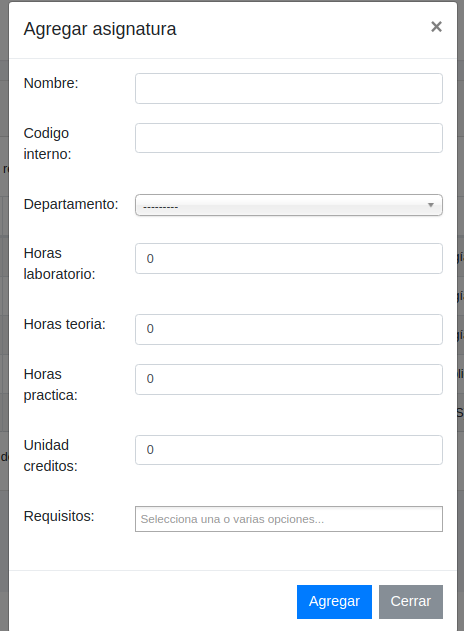 Agregar asignatura ×
Nombre:
Codigo
interno:
Departamento: ---------
Horas
laboratorio: 0
Horas teoria: 0
Horas
practica: 0
Unidad
creditos: 0
Requisitos: Selecciona una o varias opciones...
Agregar Cerrar